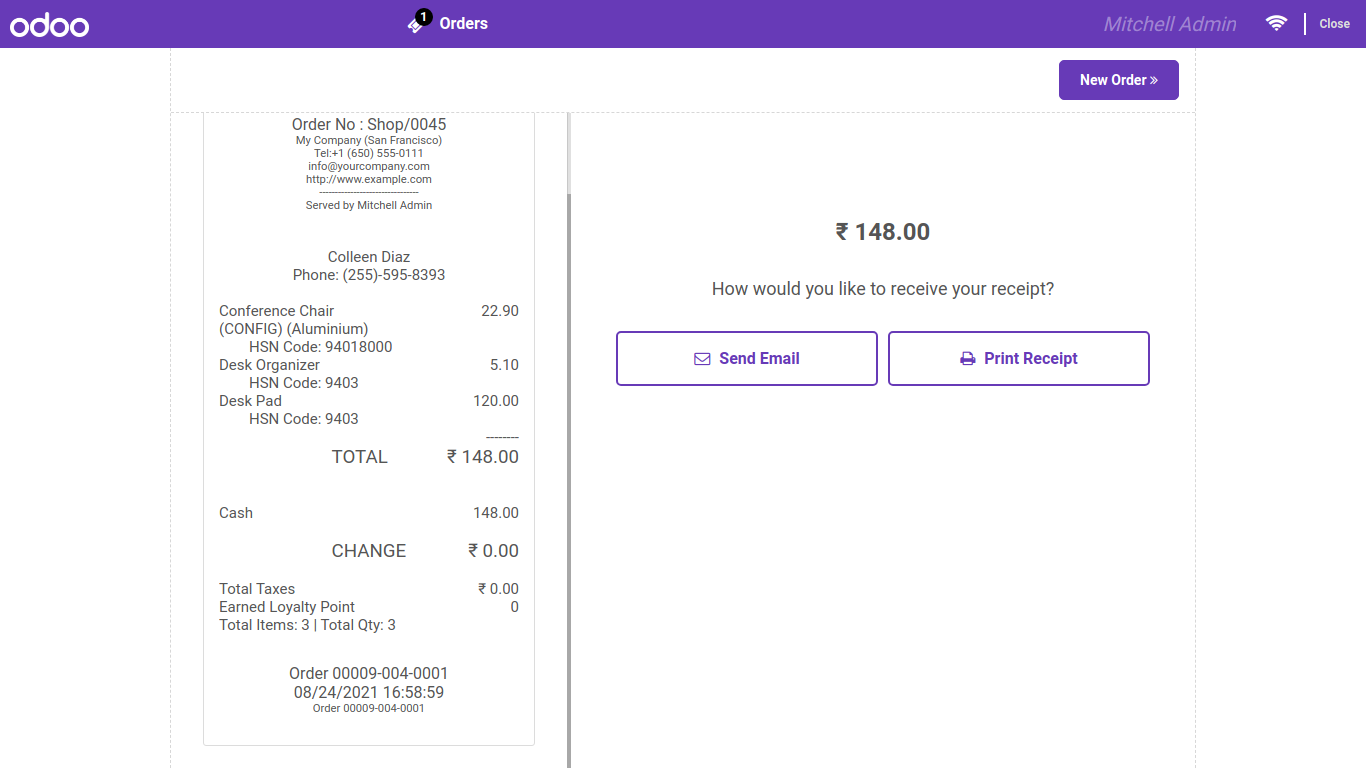 odoo
1
Orders
Mitchell Admin
Close
New Order »
Order No : Shop/0045
My Company (San Francisco)
Tel:+1 (650) 555-0111
info@yourcompany.com
http://www.example.com
--------------------------------
Served by Mitchell Admin
Colleen Diaz
Phone: (255)-595-8393
Conference Chair 22.90
(CONFIG) (Aluminium)
HSN Code: 94018000
Desk Organizer 5.10
HSN Code: 9403
Desk Pad 120.00
HSN Code: 9403
--------
TOTAL ₹ 148.00
Cash 148.00
CHANGE ₹ 0.00
Total Taxes ₹ 0.00
Earned Loyalty Point 0
Total Items: 3 | Total Qty: 3
Order 00009-004-0001
08/24/2021 16:58:59
Order 00009-004-0001
₹ 148.00
How would you like to receive your receipt?
Send Email
Print Receipt